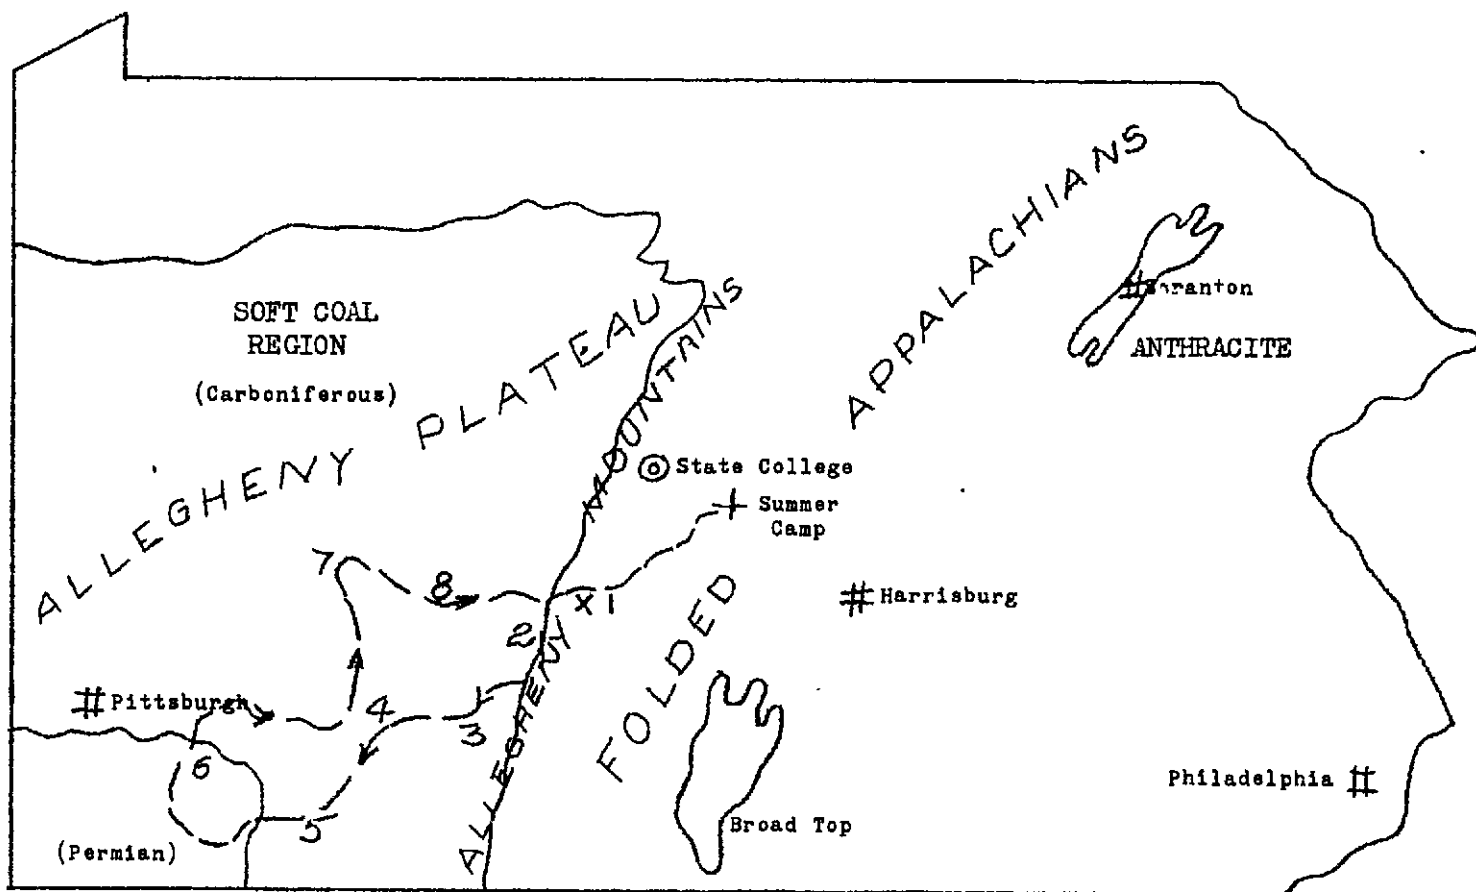 FOLDED APPALACHIANS
SOFT COAL
REGION
(Carboniferous)
ALLEGHENY PLATEAU
ALLEGHENY MOUNTAINS
Scranton
ANTHRACITE
State College
Summer
Camp
Harrisburg
7
8
X 1
2
Pittsburgh
4
3
6
5
(Permian)
Broad Top
Philadelphia